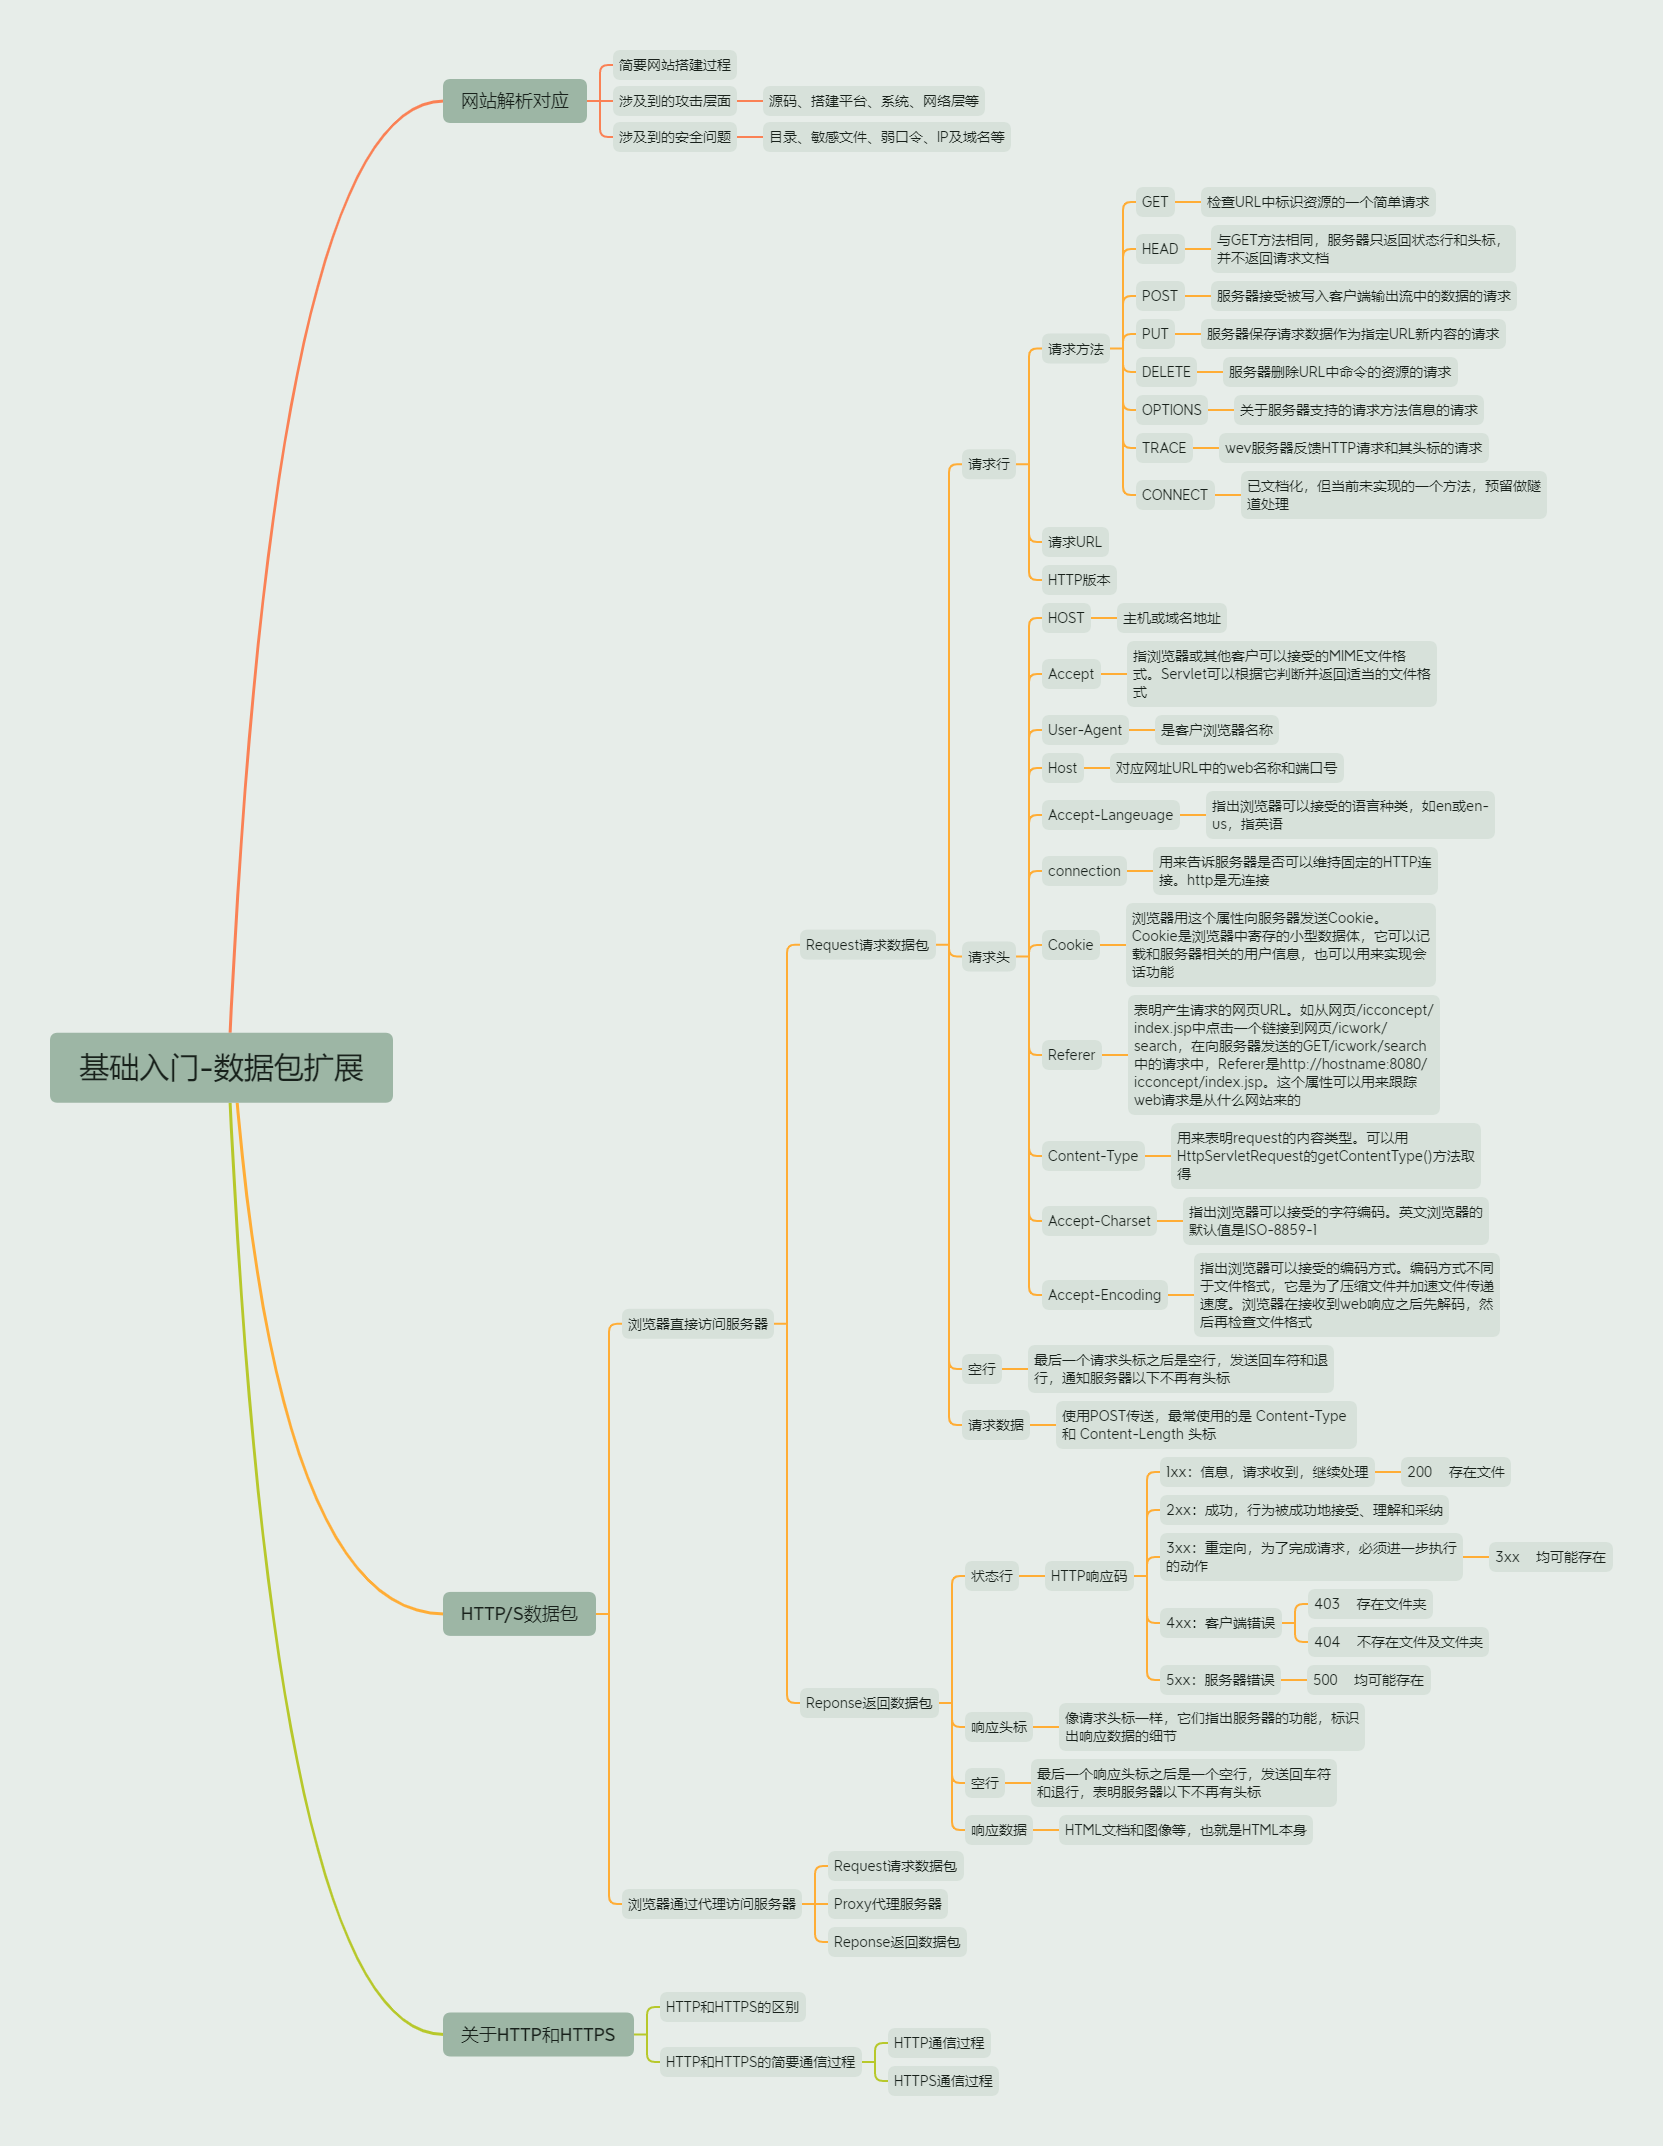 基础入门-数据包扩展
网站解析对应
简要网站搭建过程
涉及到的攻击层面
源码、搭建平台、系统、网络层等
涉及到的安全问题
目录、敏感文件、弱口令、IP及域名等
HTTP/S数据包
浏览器直接访问服务器
Request请求数据包
请求行
请求方法
GET
检查URL中标识资源的一个简单请求
HEAD
与GET方法相同，服务器只返回状态行和头标，
并不返回请求文档
POST
服务器接受被写入客户端输出流中的数据的请求
PUT
服务器保存请求数据作为指定URL新内容的请求
DELETE
服务器删除URL中命令的资源的请求
OPTIONS
关于服务器支持的请求方法信息的请求
TRACE
wev服务器反馈HTTP请求和其头标的请求
CONNECT
已文档化，但当前未实现的一个方法，预留做隧
道处理
请求URL
HTTP版本
请求头
HOST
主机或域名地址
Accept
指浏览器或其他客户可以接受的MIME文件格
式。Servlet可以根据它判断并返回适当的文件格
式
User-Agent
是客户浏览器名称
Host
对应网址URL中的web名称和端口号
Accept-Langeuage
指出浏览器可以接受的语言种类，如en或en-
us，指英语
connection
用来告诉服务器是否可以维持固定的HTTP连
接。http是无连接
Cookie
浏览器用这个属性向服务器发送Cookie。
Cookie是浏览器中寄存的小型数据体，它可以记
载和服务器相关的用户信息，也可以用来实现会
话功能
Referer
表明产生请求的网页URL。如从网页/icconcept/
index.jsp中点击一个链接到网页/icwork/
search，在向服务器发送的GET/icwork/search
中的请求中，Referer是http://hostname:8080/
icconcept/index.jsp。这个属性可以用来跟踪
web请求是从什么网站来的
Content-Type
用来表明request的内容类型。可以用
HttpServletRequest的getContentType()方法取
得
Accept-Charset
指出浏览器可以接受的字符编码。英文浏览器的
默认值是ISO-8859-1
Accept-Encoding
指出浏览器可以接受的编码方式。编码方式不同
于文件格式，它是为了压缩文件并加速文件传递
速度。浏览器在接收到web响应之后先解码，然
后再检查文件格式
空行
最后一个请求头标之后是空行，发送回车符和退
行，通知服务器以下不再有头标
请求数据
使用POST传送，最常使用的是 Content-Type
和 Content-Length 头标
Reponse返回数据包
状态行
HTTP响应码
1xx：信息，请求收到，继续处理
200 存在文件
2xx：成功，行为被成功地接受、理解和采纳
3xx：重定向，为了完成请求，必须进一步执行
的动作
3xx 均可能存在
4xx：客户端错误
403 存在文件夹
404 不存在文件及文件夹
5xx：服务器错误
500 均可能存在
响应头标
像请求头标一样，它们指出服务器的功能，标识
出响应数据的细节
空行
最后一个响应头标之后是一个空行，发送回车符
和退行，表明服务器以下不再有头标
响应数据
HTML文档和图像等，也就是HTML本身
浏览器通过代理访问服务器
Request请求数据包
Proxy代理服务器
Reponse返回数据包
关于HTTP和HTTPS
HTTP和HTTPS的区别
HTTP和HTTPS的简要通信过程
HTTP通信过程
HTTPS通信过程